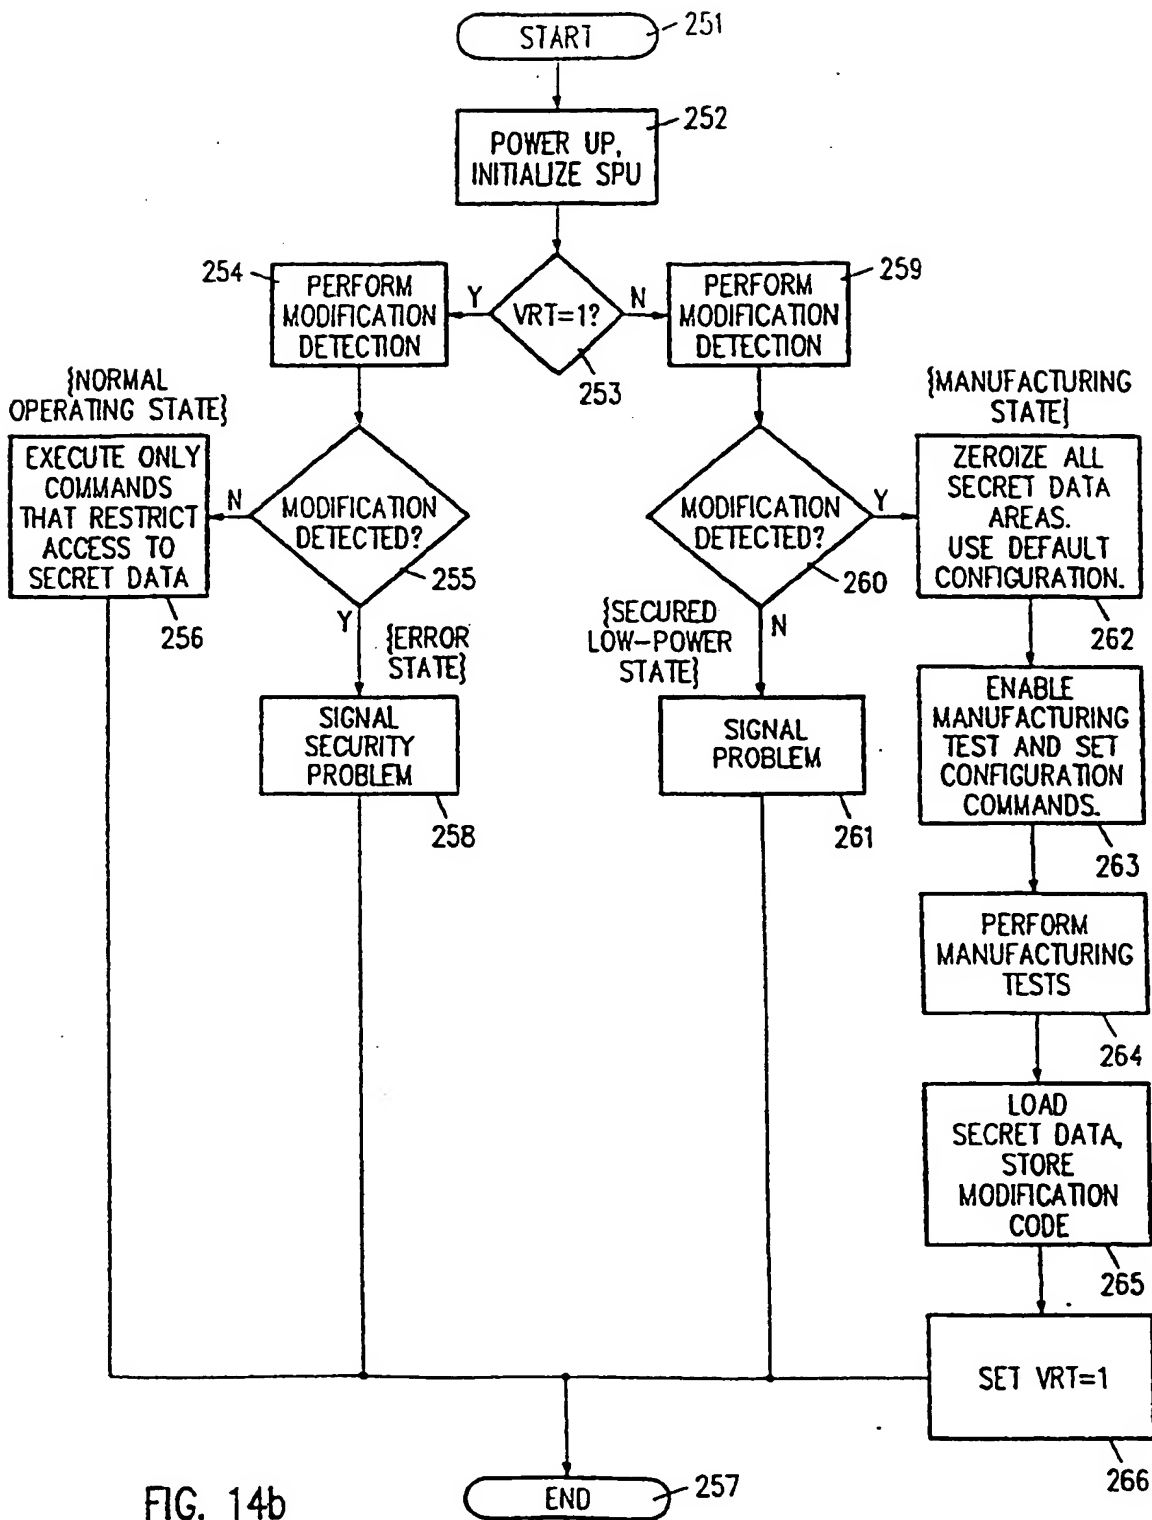 START
251
POWER UP,
INITIALIZE SPU
252
VRT=1?
253
Y
N
254
PERFORM
MODIFICATION
DETECTION
259
PERFORM
MODIFICATION
DETECTION
{NORMAL
OPERATING STATE}
EXECUTE ONLY
COMMANDS
THAT RESTRICT
ACCESS TO
SECRET DATA
256
N
MODIFICATION
DETECTED?
255
Y
{ERROR
STATE}
SIGNAL
SECURITY
PROBLEM
258
MODIFICATION
DETECTED?
260
Y
N
{SECURED
LOW-POWER
STATE}
SIGNAL
PROBLEM
261
{MANUFACTURING
STATE}
ZEROIZE ALL
SECRET DATA
AREAS.
USE DEFAULT
CONFIGURATION.
262
ENABLE
MANUFACTURING
TEST AND SET
CONFIGURATION
COMMANDS.
263
PERFORM
MANUFACTURING
TESTS
264
LOAD
SECRET DATA,
STORE
MODIFICATION
CODE
265
SET VRT=1
266
END
257
FIG. 14b